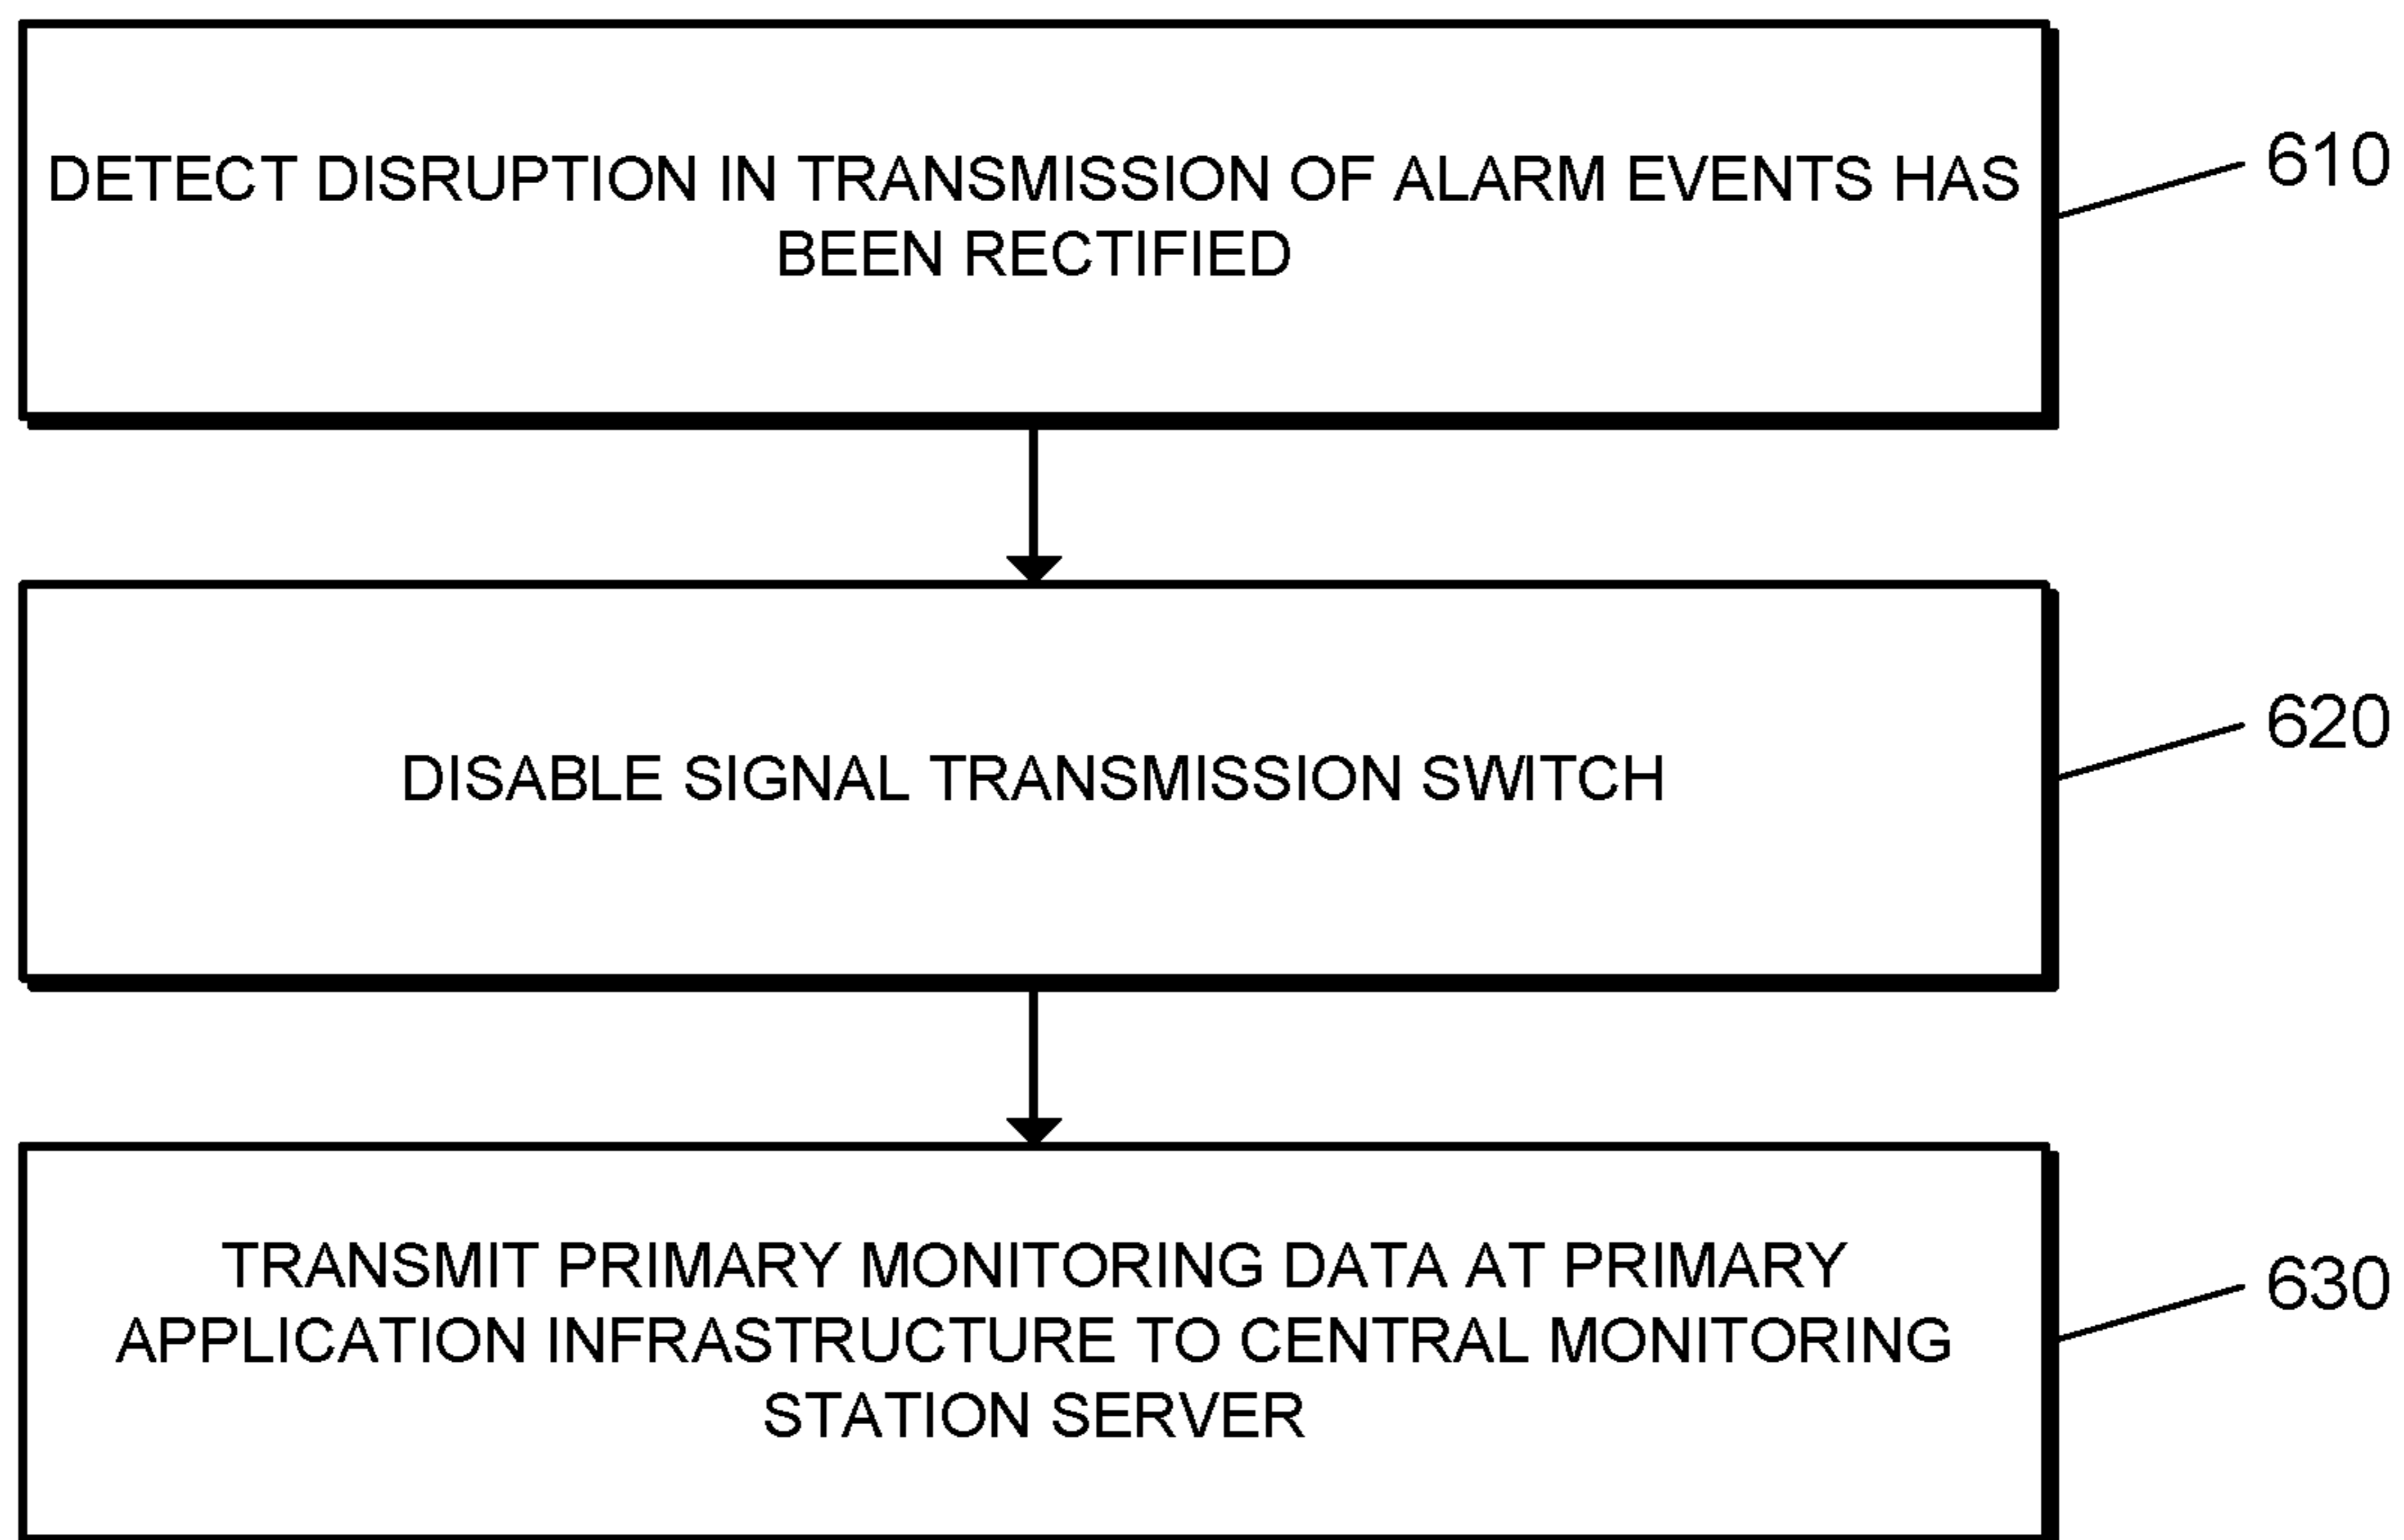 DETECT DISRUPTION IN TRANSMISSION OF ALARM EVENTS HAS
BEEN RECTIFIED
610
DISABLE SIGNAL TRANSMISSION SWITCH
620
TRANSMIT PRIMARY MONITORING DATA AT PRIMARY
APPLICATION INFRASTRUCTURE TO CENTRAL MONITORING
STATION SERVER
630